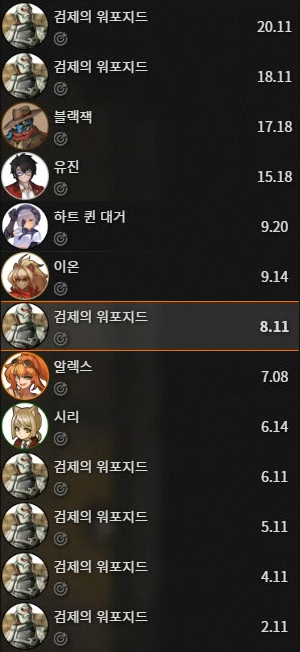 검제의 워포지드
20.11
검제의 워포지드
18.11
블랙잭
17.18
유진
15.18
하트 퀸 대거
9.20
이온
9.14
검제의 워포지드
8.11
알렉스
7.08
시리
6.14
검제의 워포지드
6.11
검제의 워포지드
5.11
검제의 워포지드
4.11
검제의 워포지드
2.11